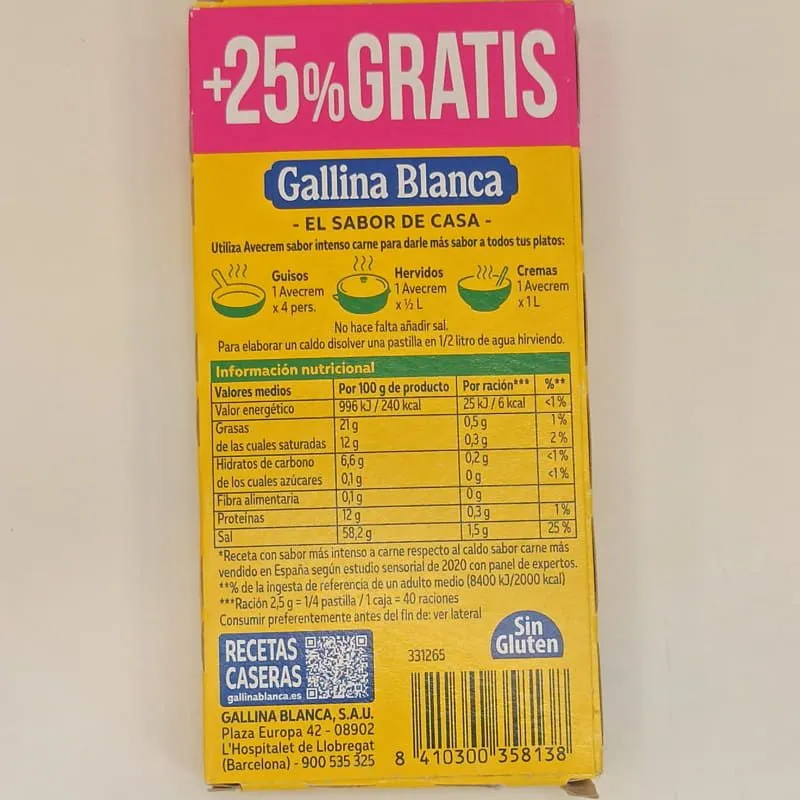 +25% GRATIS
Gallina Blanca
- EL SABOR DE CASA -
Utiliza Avecrem sabor intenso carne para darle más sabor a todos tus platos:
Guisos
1 Avecrem
x 4 pers.
Hervidos
1 Avecrem
x ½ L
Cremas
1 Avecrem
x 1 L
No hace falta añadir sal.
Para elaborar un caldo disolver una pastilla en 1/2 litro de agua hirviendo.
Información nutricional
Valores medios Por 100 g de producto Por ración*** %**
Valor energético 996 kJ / 240 kcal 25 kJ / 6 kcal <1 %
Grasas 21 g 0,5 g 1 %
de las cuales saturadas 12 g 0,3 g 2 %
Hidratos de carbono 6,6 g 0,2 g <1 %
de los cuales azúcares 0,1 g 0 g <1 %
Fibra alimentaria 0,1 g 0 g
Proteínas 12 g 0,3 g 1 %
Sal 58,2 g 1,5 g 25 %
*Receta con sabor más intenso a carne respecto al caldo sabor carne más
vendido en España según estudio sensorial de 2020 con panel de expertos.
**% de la ingesta de referencia de un adulto medio (8400 kJ/2000 kcal)
***Ración 2,5 g = 1/4 pastilla / 1 caja = 40 raciones
Consumir preferentemente antes del fin de: ver lateral
RECETAS
CASERAS
gallinablanca.es
331265
Sin
Gluten
GALLINA BLANCA, S.A.U.
Plaza Europa 42 - 08902
L'Hospitalet de Llobregat
(Barcelona) - 900 535 325
8 410300 358138